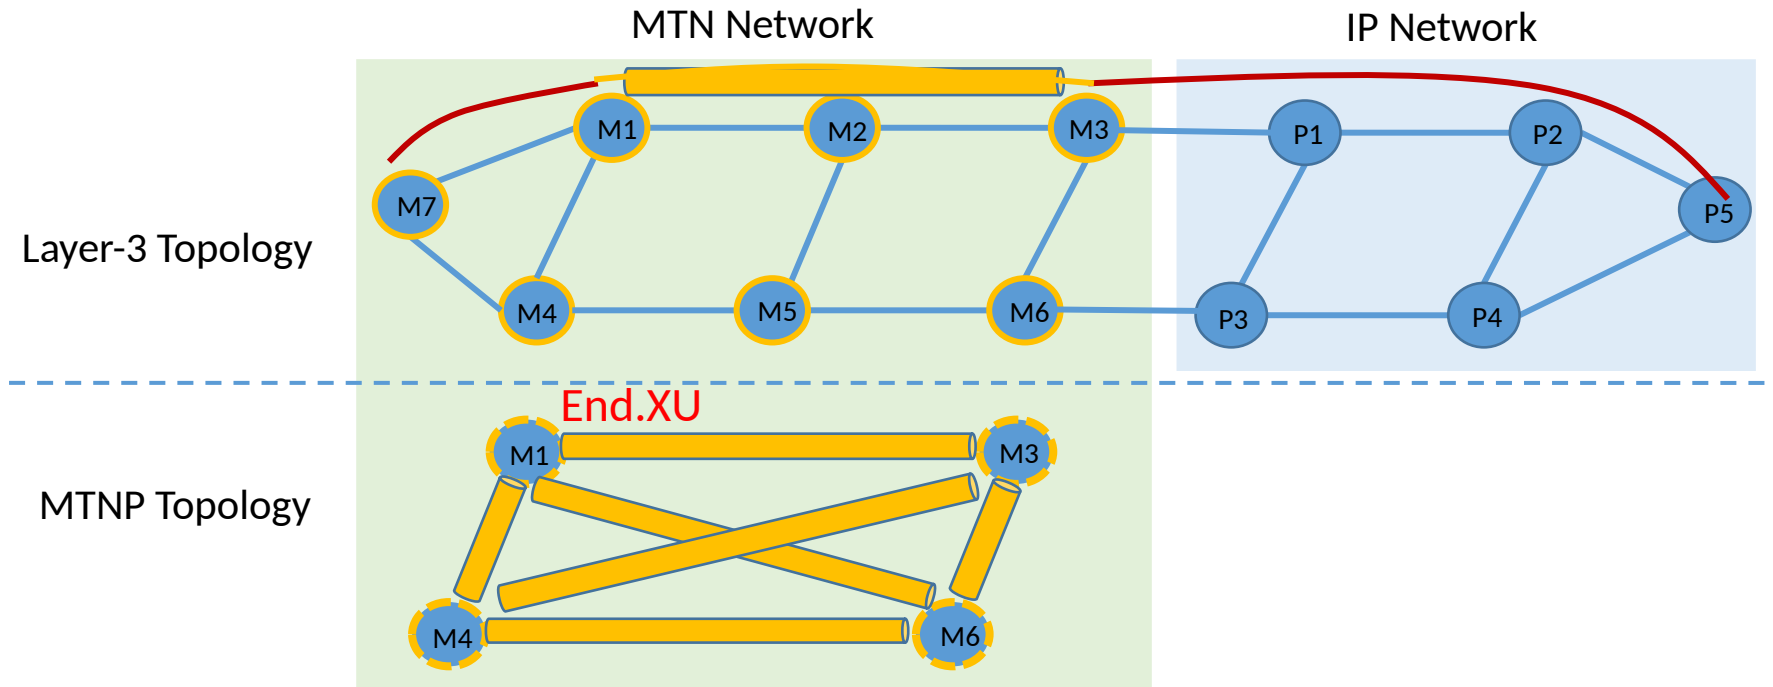 MTN Network
IP Network
M1
M2
M3
P1
P2
M7
P5
Layer-3 Topology
M4
M5
M6
P3
P4
End.XU
M1
M3
MTNP Topology
M4
M6